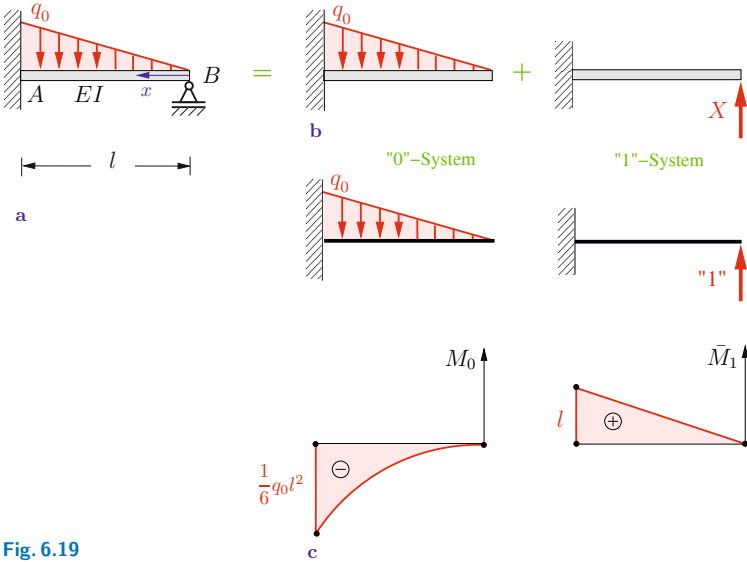 q₀
A
EI
x
B
l
a
=
q₀
b
+
X
"0"–System
"1"–System
q₀
"1"
M₀
⊖
1/6 q₀l²
c
M̄₁
l
⊕
Fig. 6.19